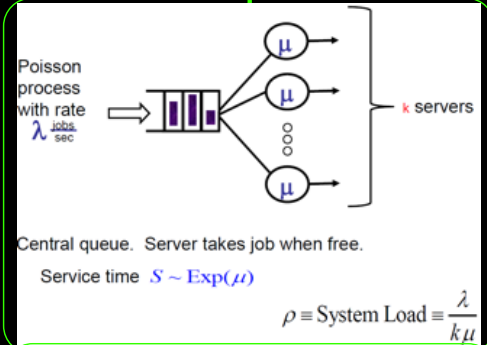 Poisson
process
with rate
λ jobs/sec
μ
μ
μ
k servers
Central queue. Server takes job when free.
Service time S ~ Exp(μ)
ρ ≡ System Load ≡ λ/kμ